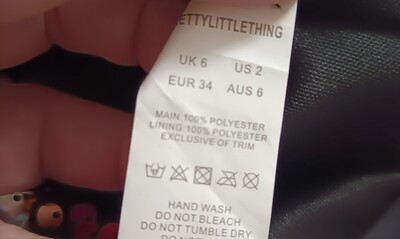 ETTYLITTLETHING
UK 6 US 2
EUR 34 AUS 6
MAIN:100% POLYESTER
LINING:100% POLYESTER
EXCLUSIVE OF TRIM
HAND WASH
DO NOT BLEACH
DO NOT TUMBLE DRY